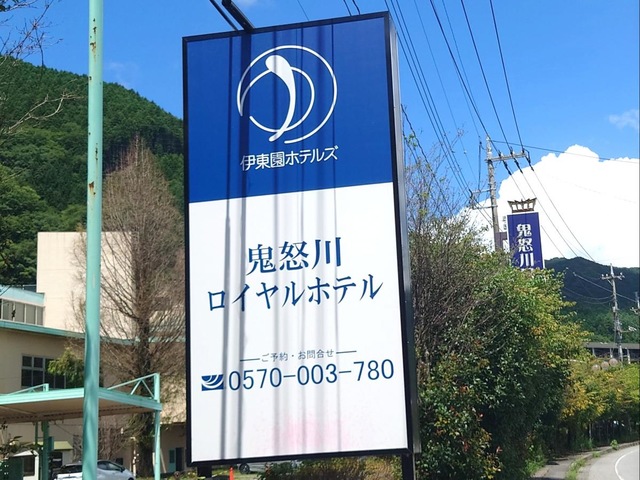 伊東園ホテルズ
鬼怒川
ロイヤルホテル
ご予約・お問合せ
0570-003-780
鬼怒川